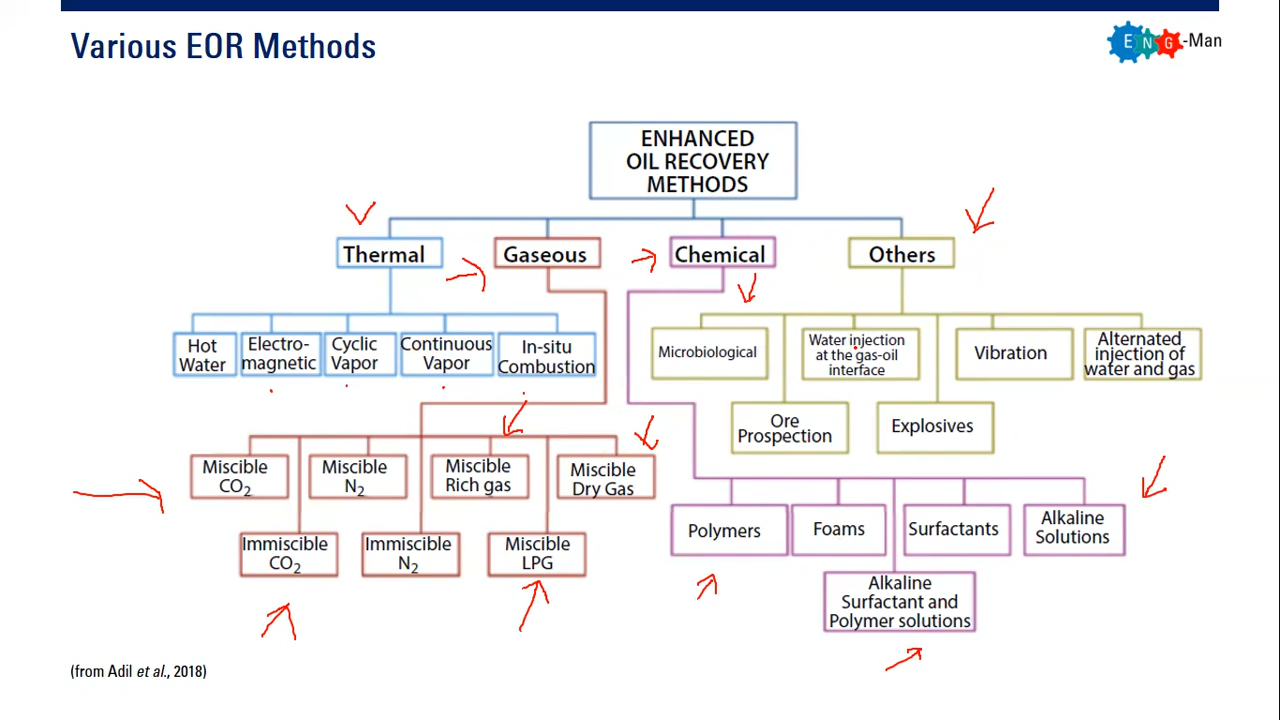 Various EOR Methods
ENG-Man
ENHANCED
OIL RECOVERY
METHODS
Thermal
Gaseous
Chemical
Others
Hot
Water
Electro-
magnetic
Cyclic
Vapor
Continuous
Vapor
In-situ
Combustion
Microbiological
Water injection
at the gas-oil
interface
Vibration
Alternated
injection of
water and gas
Ore
Prospection
Explosives
Miscible
CO2
Miscible
N2
Miscible
Rich gas
Miscible
Dry Gas
Immiscible
CO2
Immiscible
N2
Miscible
LPG
Polymers
Foams
Surfactants
Alkaline
Solutions
Alkaline
Surfactant and
Polymer solutions
(from Adil et al., 2018)